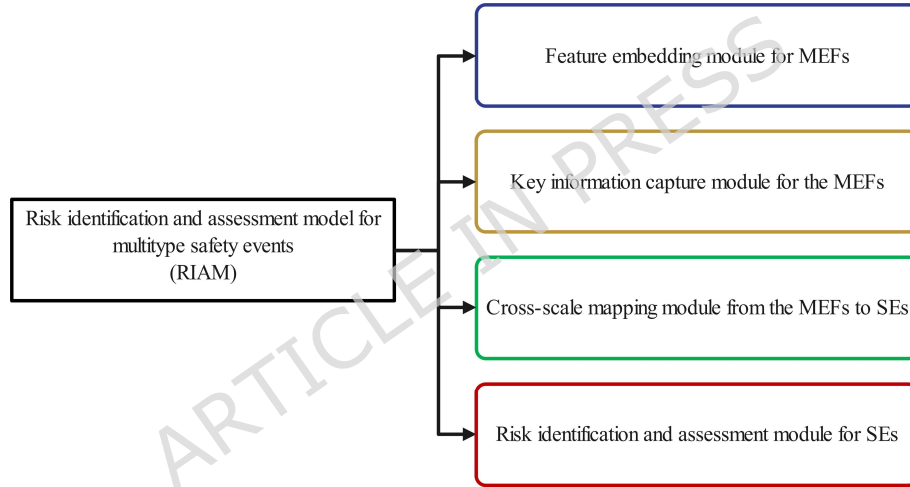 Risk identification and assessment model for
multitype safety events
(RIAM)
Feature embedding module for MEFs
Key information capture module for the MEFs
Cross-scale mapping module from the MEFs to SEs
Risk identification and assessment module for SEs
ARTICLE IN PRESS